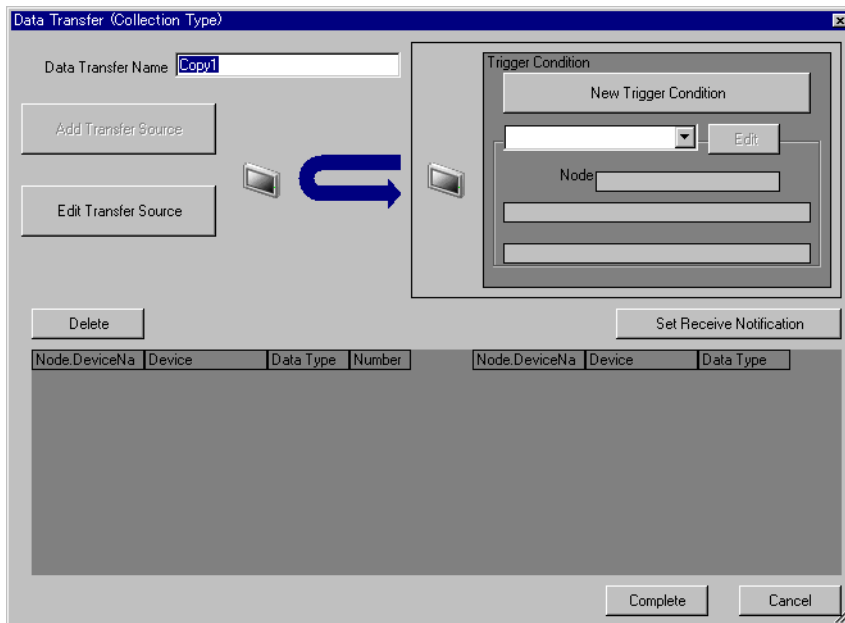 Data Transfer (Collection Type)
Data Transfer Name Copy1
Trigger Condition
New Trigger Condition
Add Transfer Source
Edit
Node
Edit Transfer Source
Delete
Set Receive Notification
Node.DeviceNa Device Data Type Number Node.DeviceNa Device Data Type
Complete Cancel